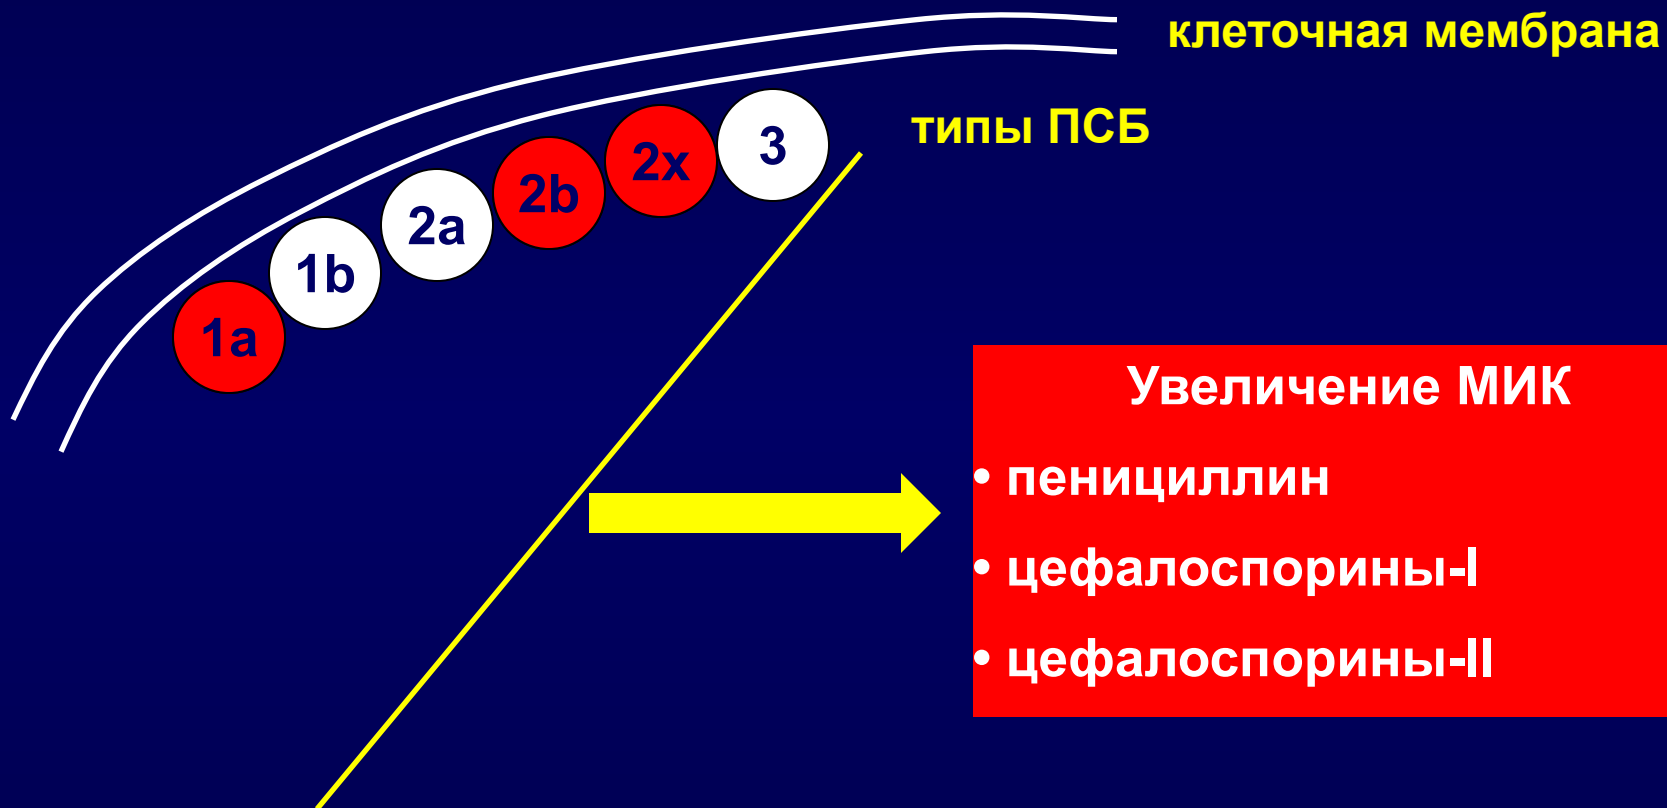 клеточная мембрана
типы ПСБ
1a
1b
2a
2b
2x
3
Увеличение МИК
• пенициллин
• цефалоспорины-I
• цефалоспорины-II